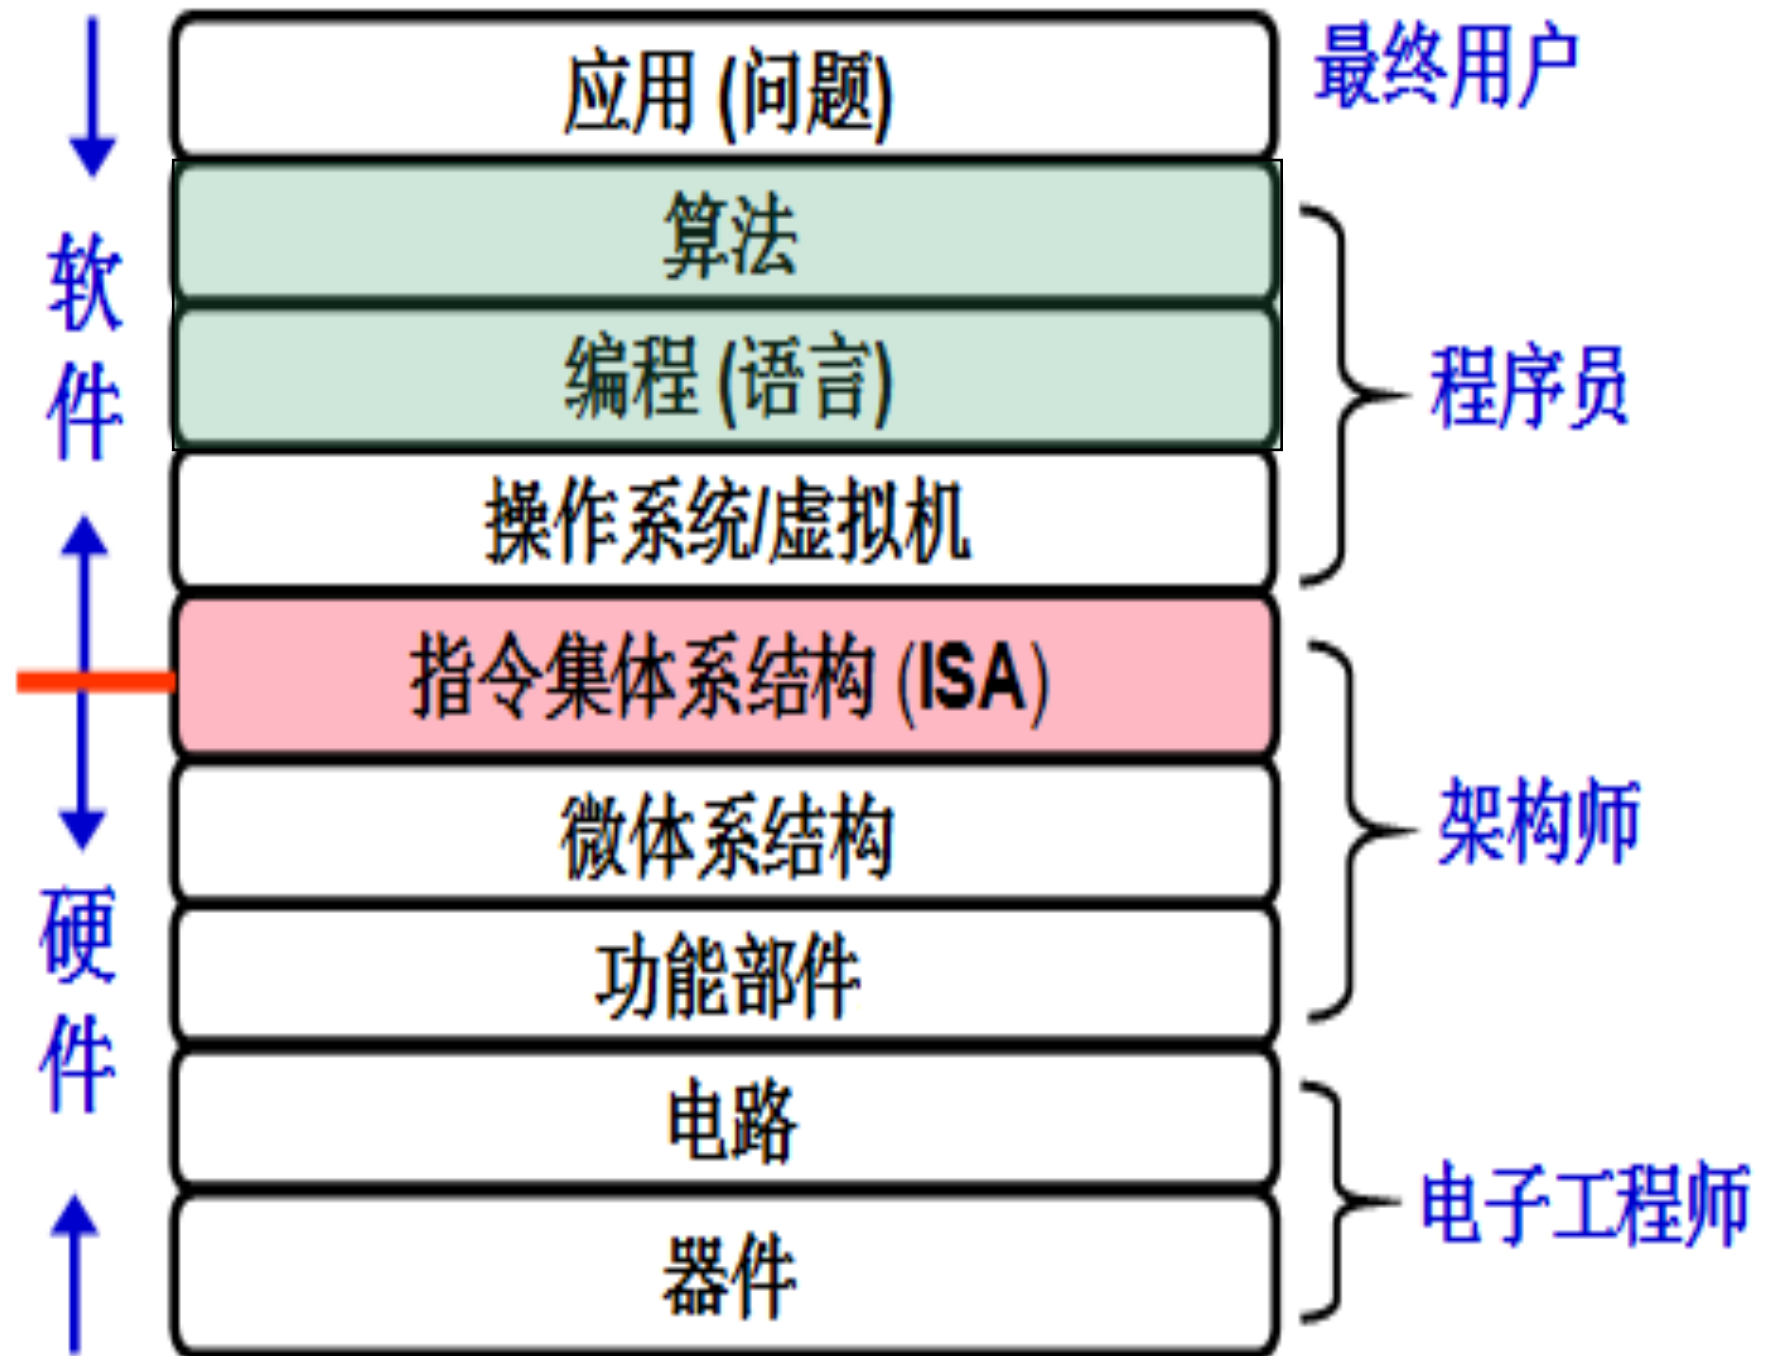 应用 (问题)
最终用户
算法
编程 (语言)
程序员
操作系统/虚拟机
软件
指令集体系结构 (ISA)
微体系结构
架构师
功能部件
硬件
电路
电子工程师
器件